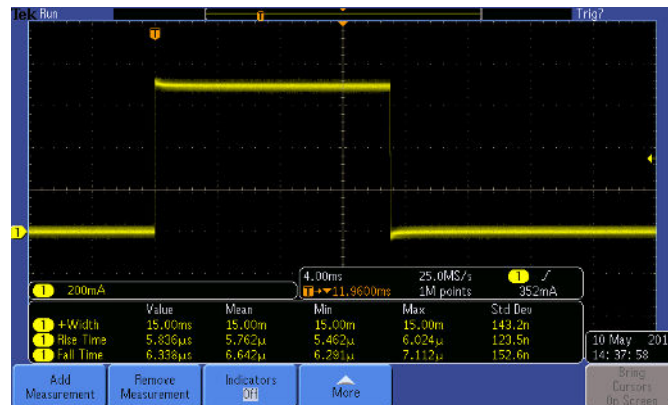 Tek Run Trig?
T
T
1
4.00ms 25.0MS/s 1 ∫
1 200mA T→▾11.9600ms 1M points 352mA
Value Mean Min Max Std Dev
1 +Width 15.00ms 15.00m 15.00m 15.00m 143.2n
1 Rise Time 5.836µs 5.762µ 5.462µ 6.024µ 123.5n
1 Fall Time 6.338µs 6.642µ 6.291µ 7.112µ 152.6n
10 May 201
14:37:58
Add Measurement
Remove Measurement
Indicators Off
More
Bring Cursors On Screen